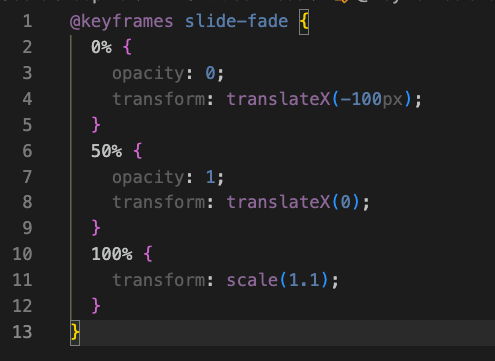 1 @keyframes slide-fade {
2 0% {
3 opacity: 0;
4 transform: translateX(-100px);
5 }
6 50% {
7 opacity: 1;
8 transform: translateX(0);
9 }
10 100% {
11 transform: scale(1.1);
12 }
13 }